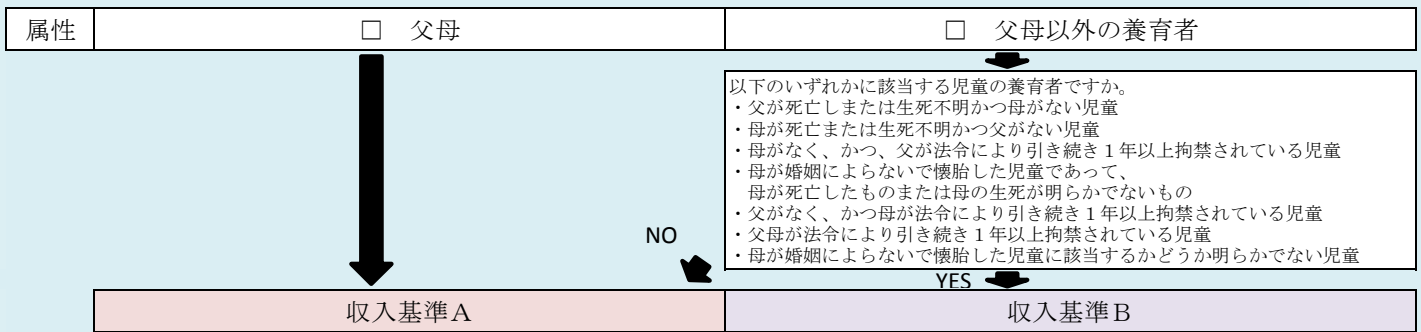 属性
□ 父母
□ 父母以外の養育者
以下のいずれかに該当する児童の養育者ですか。
・父が死亡しまたは生死不明かつ母がない児童
・母が死亡または生死不明かつ父がない児童
・母がなく、かつ、父が法令により引き続き１年以上拘禁されている児童
・母が婚姻によらないで懐胎した児童であって、
母が死亡したものまたは母の生死が明らかでないもの
・父がなく、かつ母が法令により引き続き１年以上拘禁されている児童
・父母が法令により引き続き１年以上拘禁されている児童
・母が婚姻によらないで懐胎した児童に該当するかどうか明らかでない児童
NO
YES
収入基準Ａ
収入基準Ｂ